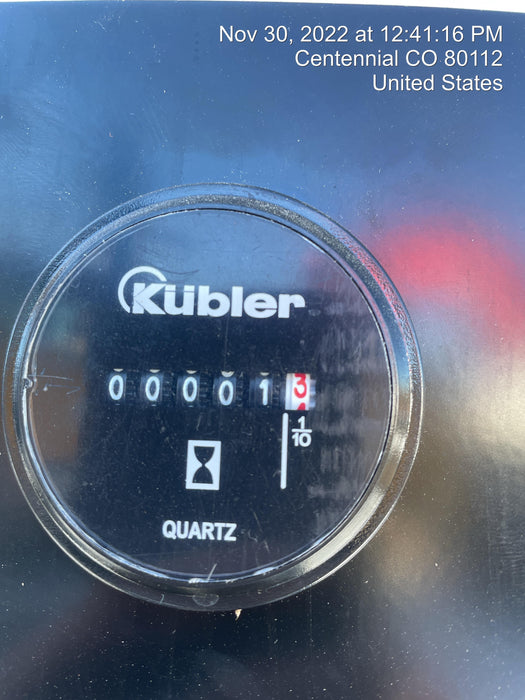 Nov 30, 2022 at 12:41:16 PM
Centennial CO 80112
United States
Kübler
0 0 0 0 1 3
1/10
QUARTZ